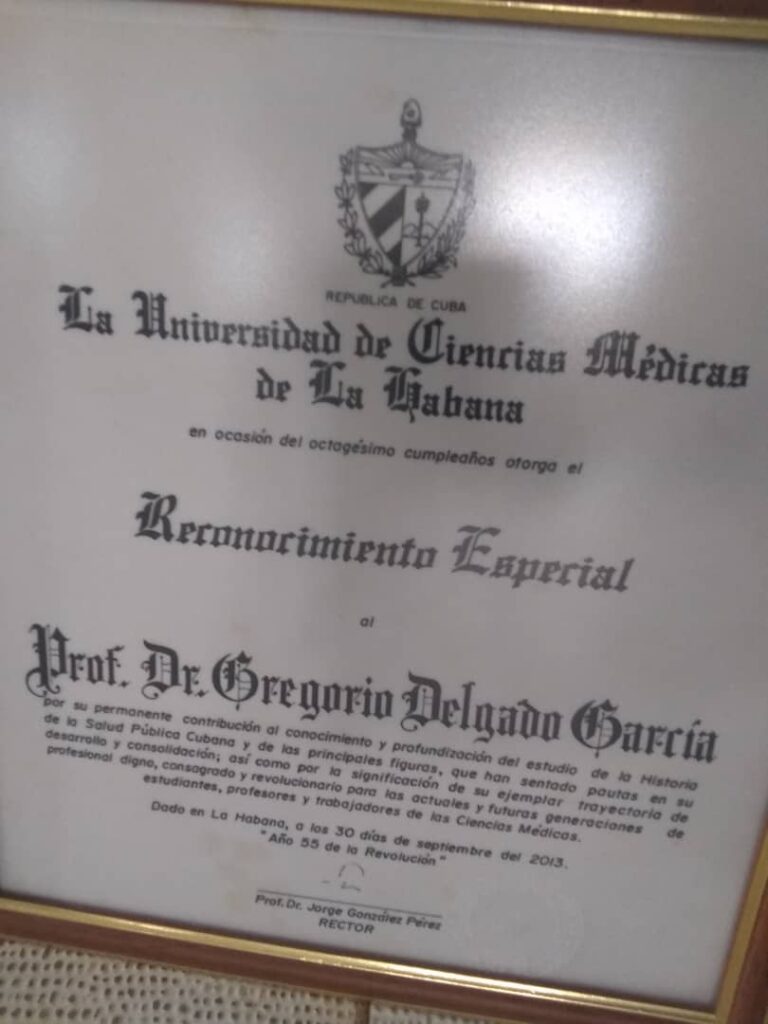 REPUBLICA DE CUBA
La Universidad de Ciencias Médicas
de La Habana
en ocasión del octagésimo cumpleaños otorga el
Reconocimiento Especial
al
Prof. Dr. Gregorio Delgado García
por su permanente contribución al conocimiento y profundización del estudio de la Historia
de la Salud Pública Cubana y de las principales figuras, que han sentado pautas en su
desarrollo y consolidación; así como por la significación de su ejemplar trayectoria de
profesional digno, consagrado y revolucionario para las actuales y futuras generaciones de
estudiantes, profesores y trabajadores de las Ciencias Médicas.
Dado en La Habana, a los 30 días de septiembre del 2013.
"Año 55 de la Revolución"
Prof. Dr. Jorge González Pérez
RECTOR